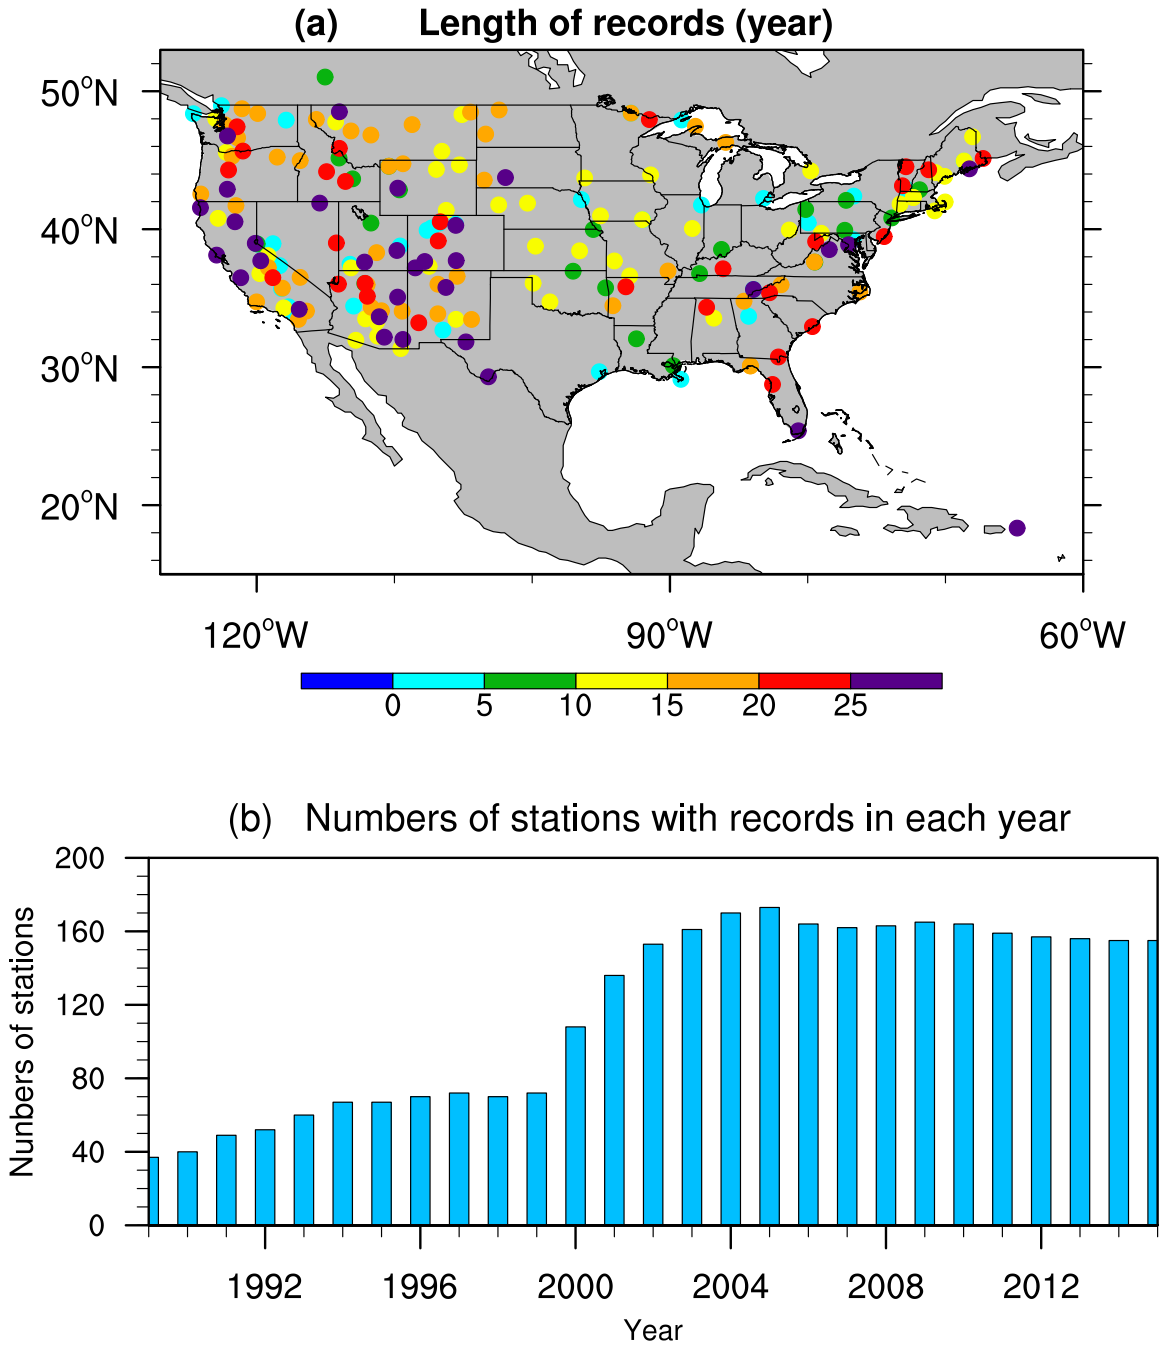 (a) Length of records (year)
50°N
40°N
30°N
20°N
120°W 90°W 60°W
0 5 10 15 20 25
(b) Numbers of stations with records in each year
200
160
120
80
40
0
Nunbers of stations
1992 1996 2000 2004 2008 2012
Year